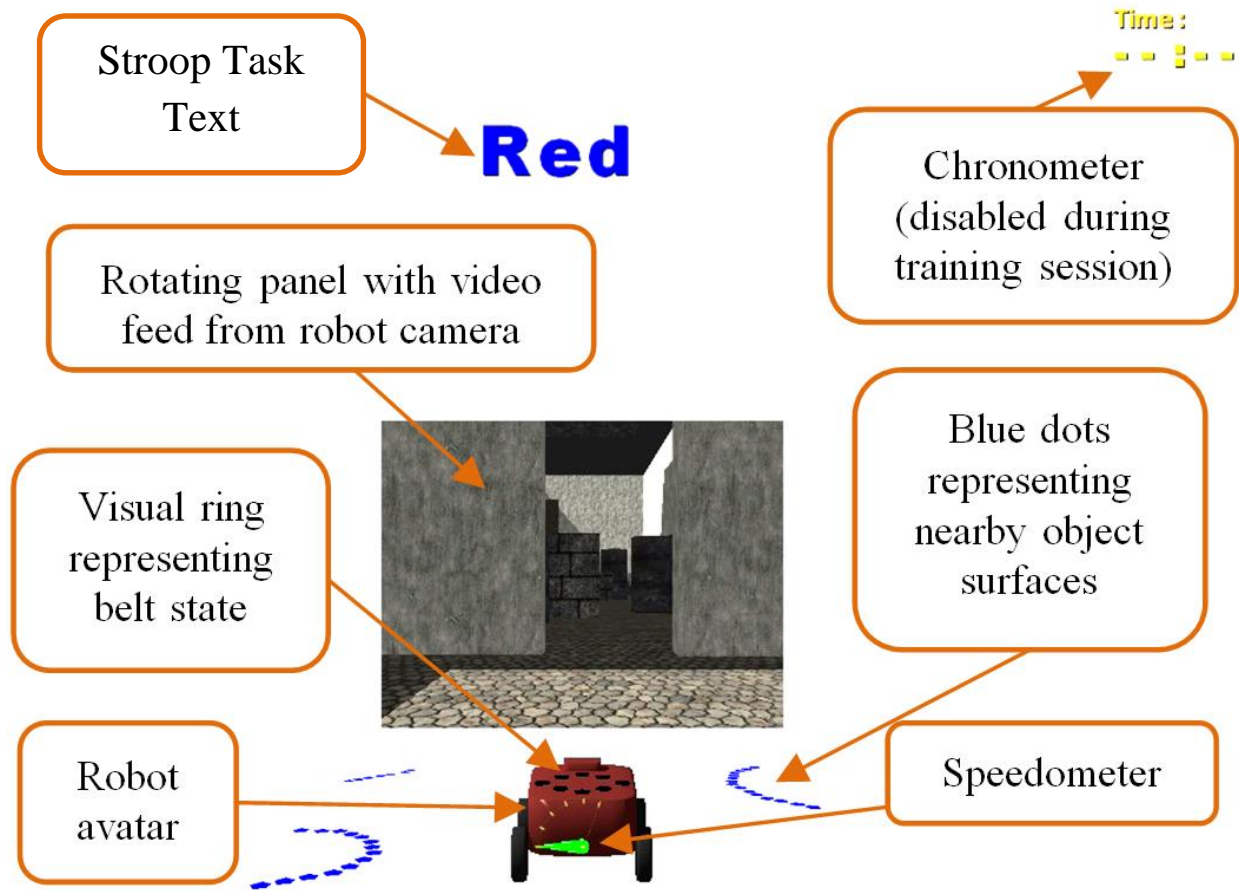 Stroop Task
Text
Time:
--:--
Red
Chronometer
(disabled during
training session)
Rotating panel with video
feed from robot camera
Blue dots
representing
nearby object
surfaces
Visual ring
representing
belt state
Robot
avatar
Speedometer